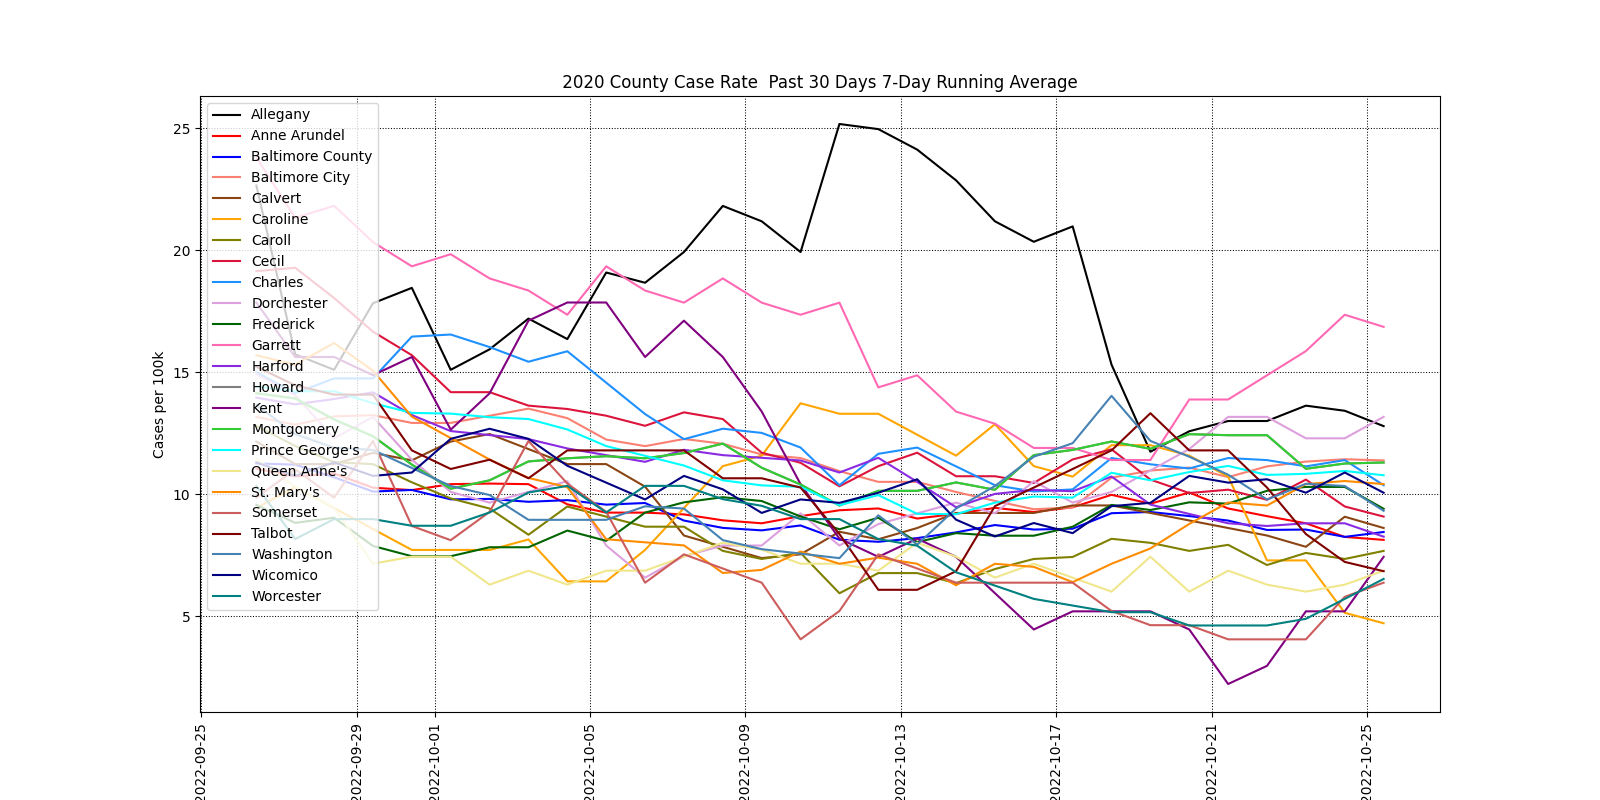 2020 County Case Rate  Past 30 Days 7-Day Running Average
Cases per 100k
25
20
15
10
5
Allegany
Anne Arundel
Baltimore County
Baltimore City
Calvert
Caroline
Caroll
Cecil
Charles
Dorchester
Frederick
Garrett
Harford
Howard
Kent
Montgomery
Prince George's
Queen Anne's
St. Mary's
Somerset
Talbot
Washington
Wicomico
Worcester
2022-09-25
2022-09-29
2022-10-01
2022-10-05
2022-10-09
2022-10-13
2022-10-17
2022-10-21
2022-10-25